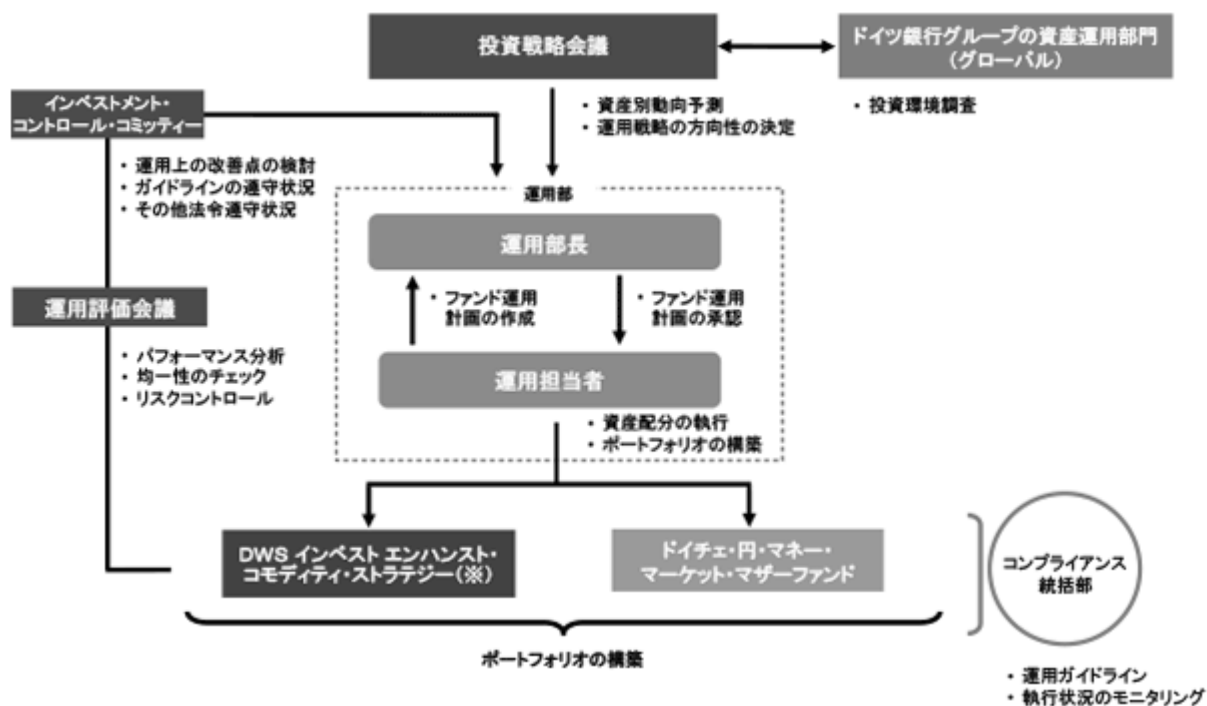 投資戦略会議
ドイツ銀行グループの資産運用部門
(グローバル)
・資産別動向予測
・運用戦略の方向性の決定
・投資環境調査
インベストメント・
コントロール・コミッティー
・運用上の改善点の検討
・ガイドラインの遵守状況
・その他法令遵守状況
運用部
運用部長
・ファンド運用
計画の作成
・ファンド運用
計画の承認
運用評価会議
・パフォーマンス分析
・均一性のチェック
・リスクコントロール
運用担当者
・資産配分の執行
・ポートフォリオの構築
DWS インベスト エンハンスト・
コモディティ・ストラテジー(※)
ドイチェ・円・マネー・
マーケット・マザーファンド
コンプライアンス
統括部
ポートフォリオの構築
・運用ガイドライン
・執行状況のモニタリング